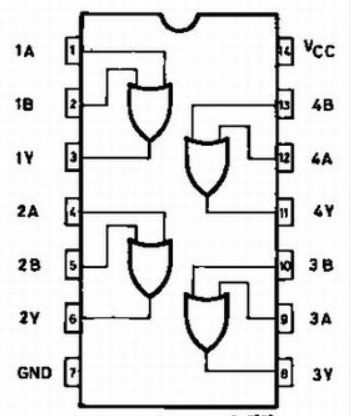 1A 1 14 VCC
1B 2 13 4B
1Y 3 12 4A
2A 4 11 4Y
2B 5 10 3B
2Y 6 9 3A
GND 7 8 3Y